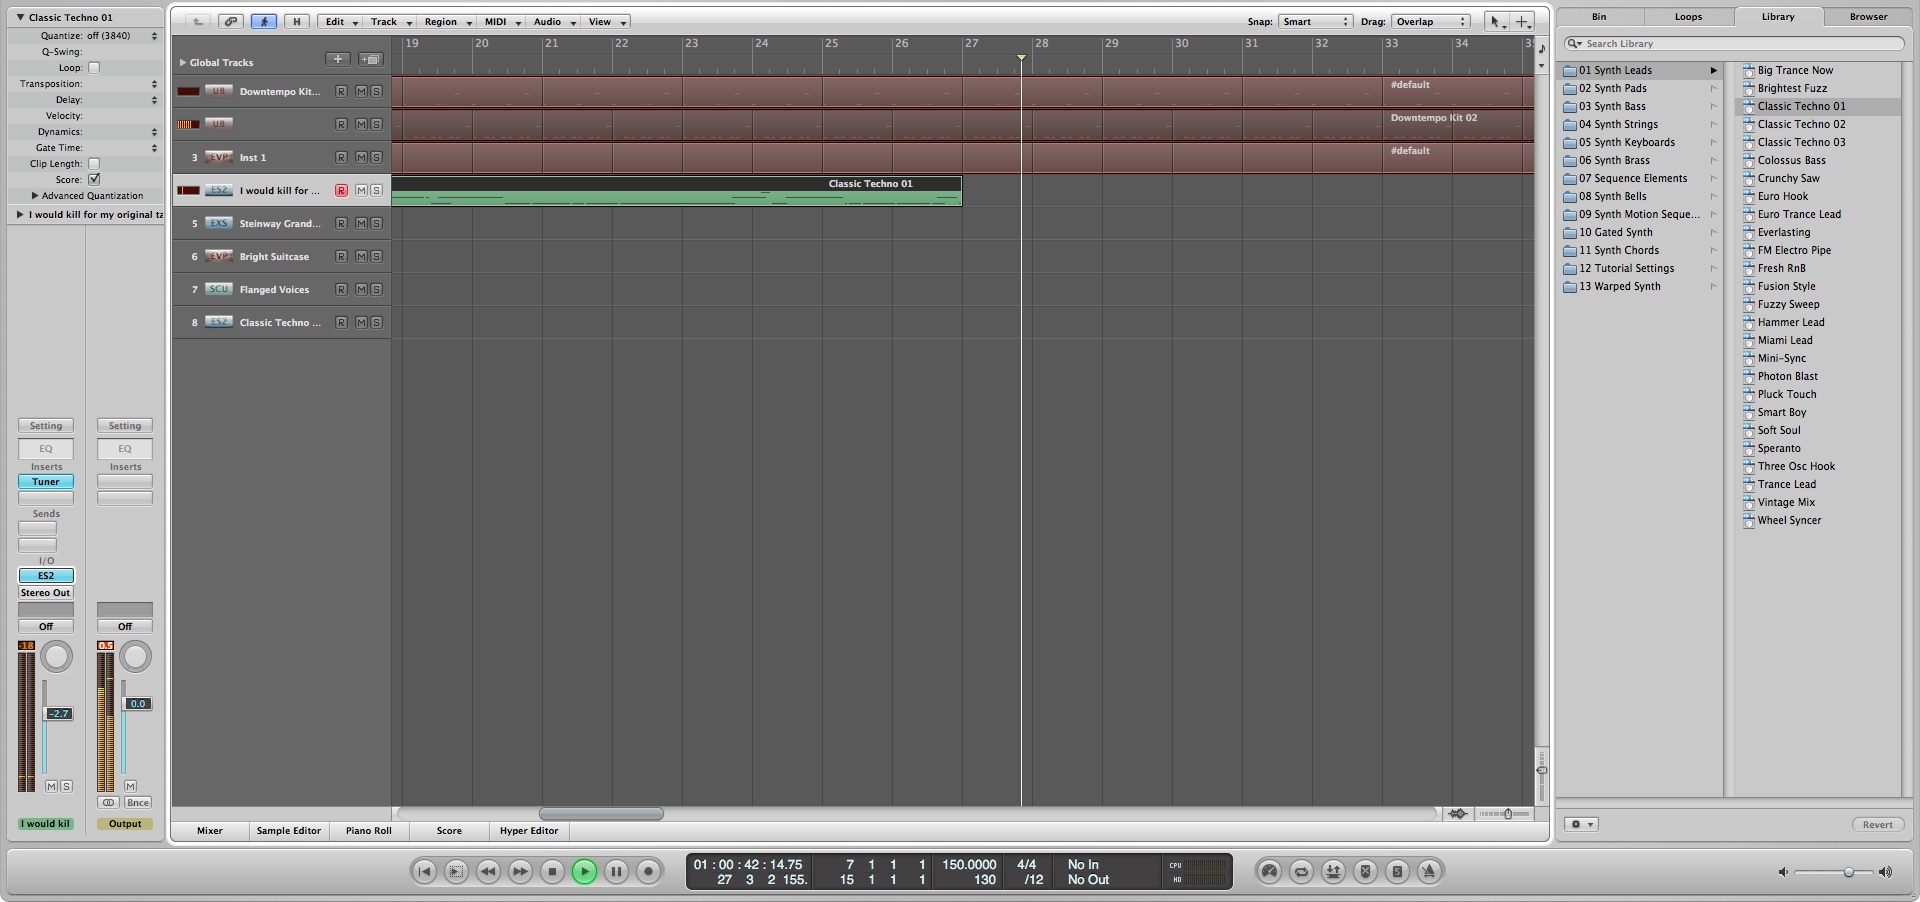 Classic Techno 01
Quantize: off (3840)
Q-Swing:
Loop:
Transposition:
Delay:
Velocity:
Dynamics:
Gate Time:
Clip Length:
Score:
Advanced Quantization
I would kill for my original ta
Setting Setting
EQ EQ
Inserts Inserts
Tuner
Sends
I/O
ES2
Stereo Out
Off Off
-18 0.5
-2.7 0.0
M S M
Bnce
I would kil Output
H Edit Track Region MIDI Audio View Snap: Smart Drag: Overlap
19 20 21 22 23 24 25 26 27 28 29 30 31 32 33 34
Global Tracks
UB Downtempo Kit... R M S #default
UB R M S Downtempo Kit 02
3 EVP Inst 1 R M S #default
ES2 I would kill for ... R M S Classic Techno 01
5 EXS Steinway Grand... R M S
6 EVP Bright Suitcase R M S
7 SCU Flanged Voices R M S
8 ES2 Classic Techno ... R M S
Mixer Sample Editor Piano Roll Score Hyper Editor
Bin Loops Library Browser
Search Library
01 Synth Leads
02 Synth Pads
03 Synth Bass
04 Synth Strings
05 Synth Keyboards
06 Synth Brass
07 Sequence Elements
08 Synth Bells
09 Synth Motion Seque...
10 Gated Synth
11 Synth Chords
12 Tutorial Settings
13 Warped Synth
Big Trance Now
Brightest Fuzz
Classic Techno 01
Classic Techno 02
Classic Techno 03
Colossus Bass
Crunchy Saw
Euro Hook
Euro Trance Lead
Everlasting
FM Electro Pipe
Fresh RnB
Fusion Style
Fuzzy Sweep
Hammer Lead
Miami Lead
Mini-Sync
Photon Blast
Pluck Touch
Smart Boy
Soft Soul
Speranto
Three Osc Hook
Trance Lead
Vintage Mix
Wheel Syncer
Revert
01 : 00 : 42 : 14.75 7 1 1 1 150.0000 4/4 No In CPU
27 3 2 155. 15 1 1 1 130 /12 No Out HD